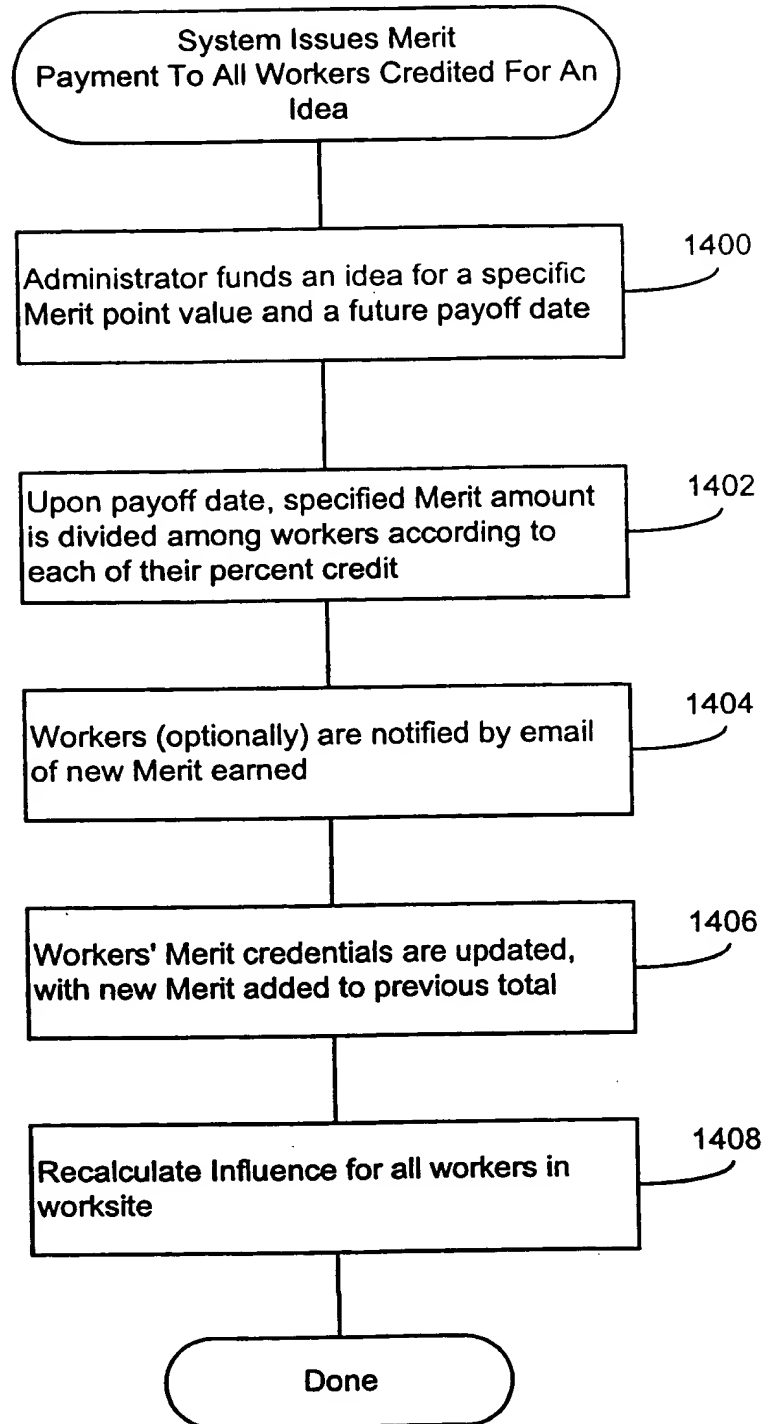 System Issues Merit
Payment To All Workers Credited For An
Idea
1400
Administrator funds an idea for a specific
Merit point value and a future payoff date
1402
Upon payoff date, specified Merit amount
is divided among workers according to
each of their percent credit
1404
Workers (optionally) are notified by email
of new Merit earned
1406
Workers' Merit credentials are updated,
with new Merit added to previous total
1408
Recalculate Influence for all workers in
worksite
Done